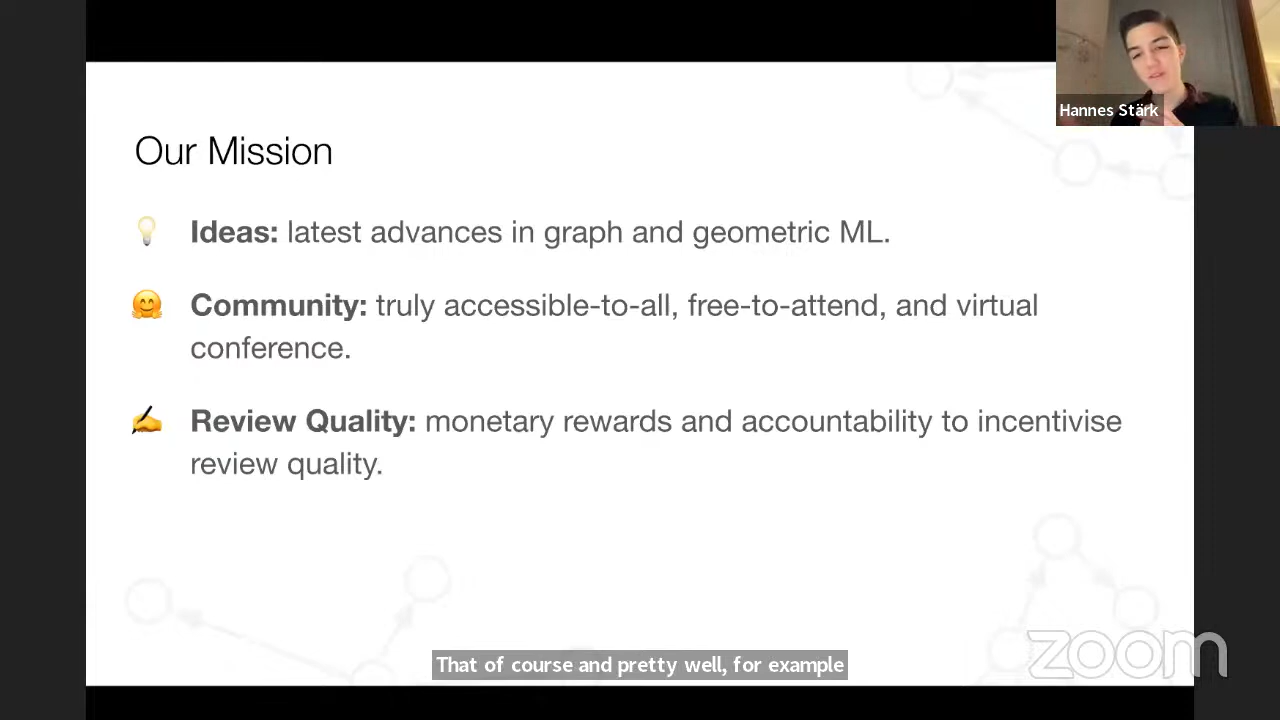 Hannes Stärk
Our Mission
Ideas: latest advances in graph and geometric ML.
Community: truly accessible-to-all, free-to-attend, and virtual
conference.
Review Quality: monetary rewards and accountability to incentivise
review quality.
That of course and pretty well, for example
zoom